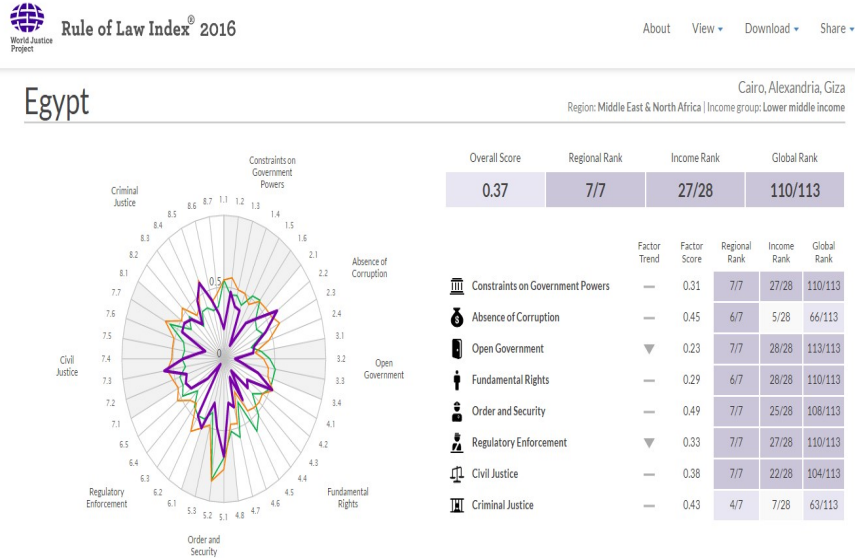 World Justice
Project
Rule of Law Index® 2016
About View Download Share
Egypt
Cairo, Alexandria, Giza
Region: Middle East & North Africa | Income group: Lower middle income
Constraints on
Government
Powers
Criminal
Justice
Absence of
Corruption
Open
Government
Fundamental
Rights
Order and
Security
Regulatory
Enforcement
Civil
Justice
1.1 1.2 1.3 1.4 1.5 1.6
2.1 2.2 2.3 2.4
3.1 3.2 3.3 3.4
4.1 4.2 4.3 4.4 4.5 4.6 4.7 4.8
5.1 5.2 5.3
6.1 6.2 6.3 6.4 6.5
7.1 7.2 7.3 7.4 7.5 7.6 7.7
8.1 8.2 8.3 8.4 8.5 8.6 8.7
0.5
0
Overall Score Regional Rank Income Rank Global Rank
0.37 7/7 27/28 110/113
Factor Factor Regional Income Global
Trend Score Rank Rank Rank
Constraints on Government Powers 0.31 7/7 27/28 110/113
Absence of Corruption 0.45 6/7 5/28 66/113
Open Government 0.23 7/7 28/28 113/113
Fundamental Rights 0.29 6/7 28/28 110/113
Order and Security 0.49 7/7 25/28 108/113
Regulatory Enforcement 0.33 7/7 27/28 110/113
Civil Justice 0.38 7/7 22/28 104/113
Criminal Justice 0.43 4/7 7/28 63/113